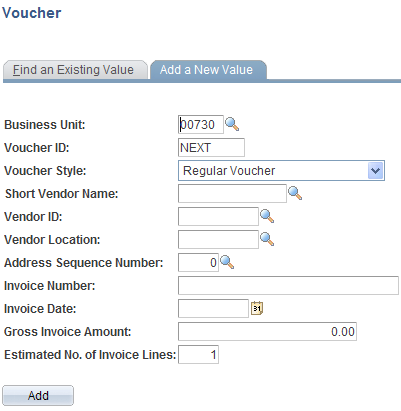 Voucher
Find an Existing Value Add a New Value
Business Unit: 00730
Voucher ID: NEXT
Voucher Style: Regular Voucher
Short Vendor Name:
Vendor ID:
Vendor Location:
Address Sequence Number: 0
Invoice Number:
Invoice Date: 31
Gross Invoice Amount: 0.00
Estimated No. of Invoice Lines: 1
Add